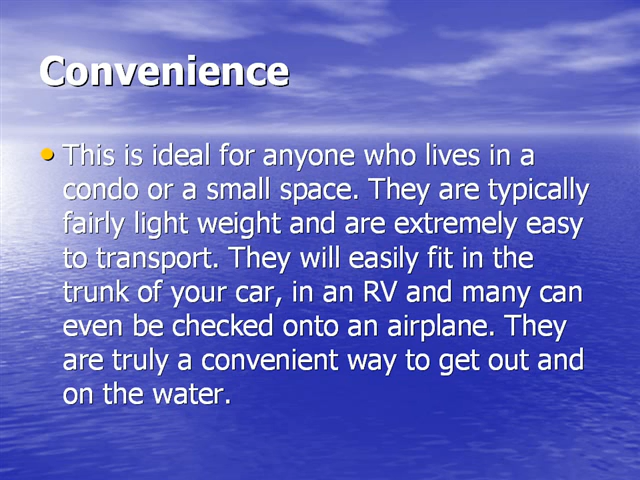 Convenience
• This is ideal for anyone who lives in a
condo or a small space. They are typically
fairly light weight and are extremely easy
to transport. They will easily fit in the
trunk of your car, in an RV and many can
even be checked onto an airplane. They
are truly a convenient way to get out and
on the water.